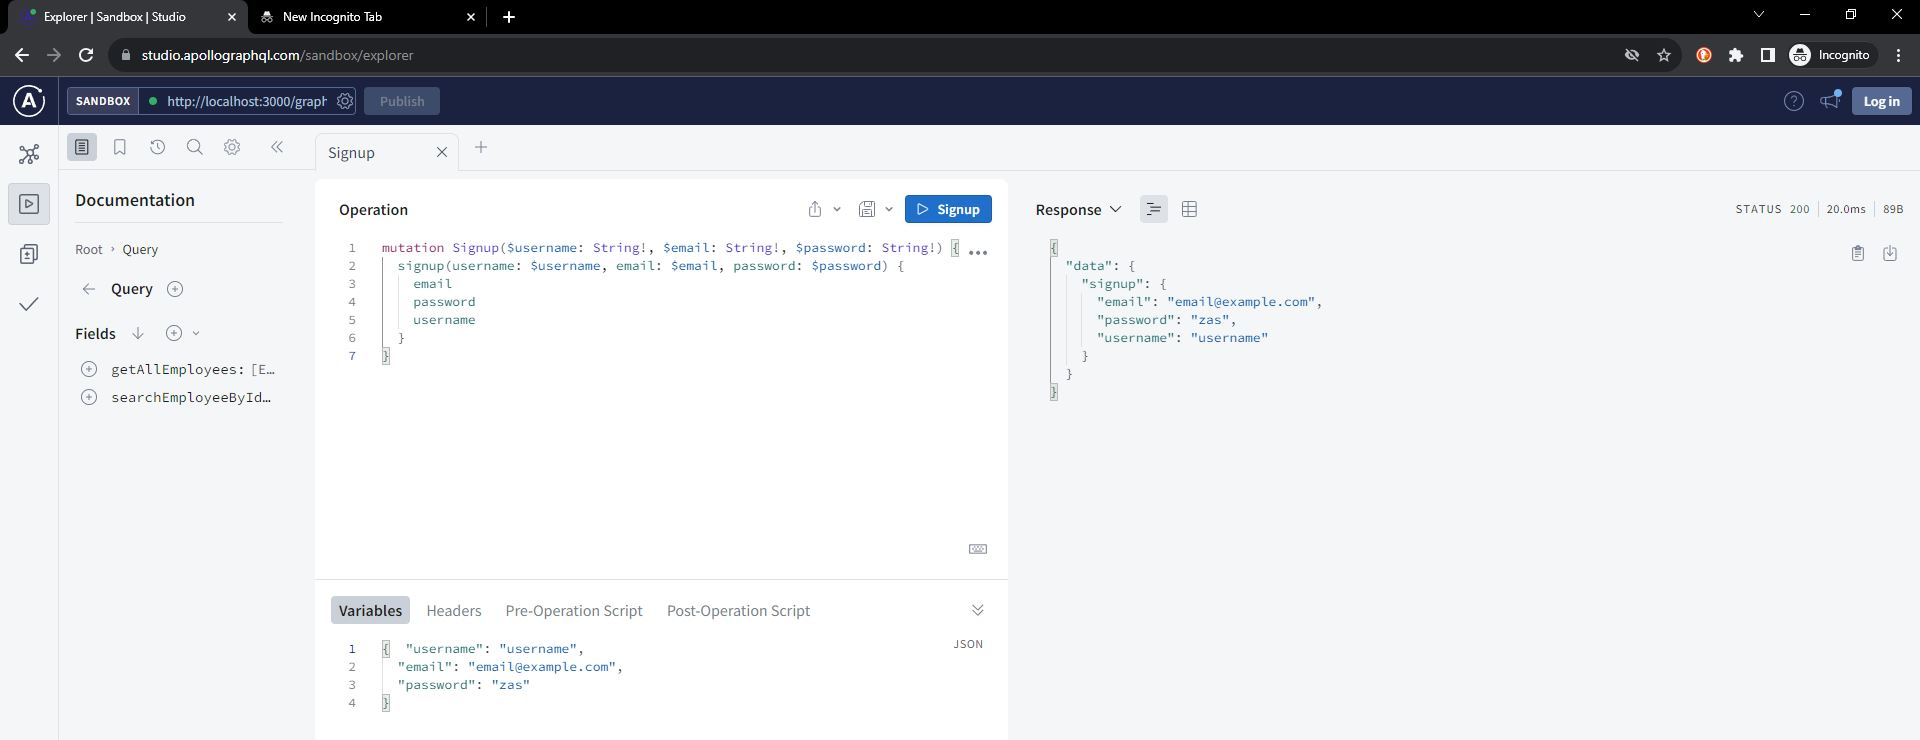 Explorer | Sandbox | Studio
New Incognito Tab
studio.apollographql.com/sandbox/explorer
Incognito
SANDBOX
http://localhost:3000/graph
Publish
Log in
Signup
Documentation
Root › Query
Query
Fields
getAllEmployees: [E…
searchEmployeeById…
Operation
Signup
1 mutation Signup($username: String!, $email: String!, $password: String!) {
2 signup(username: $username, email: $email, password: $password) {
3 email
4 password
5 username
6 }
7 }
Variables
Headers
Pre-Operation Script
Post-Operation Script
JSON
1 { "username": "username",
2 "email": "email@example.com",
3 "password": "zas"
4 }
Response
STATUS 200
20.0ms
89B
{
"data": {
"signup": {
"email": "email@example.com",
"password": "zas",
"username": "username"
}
}
}